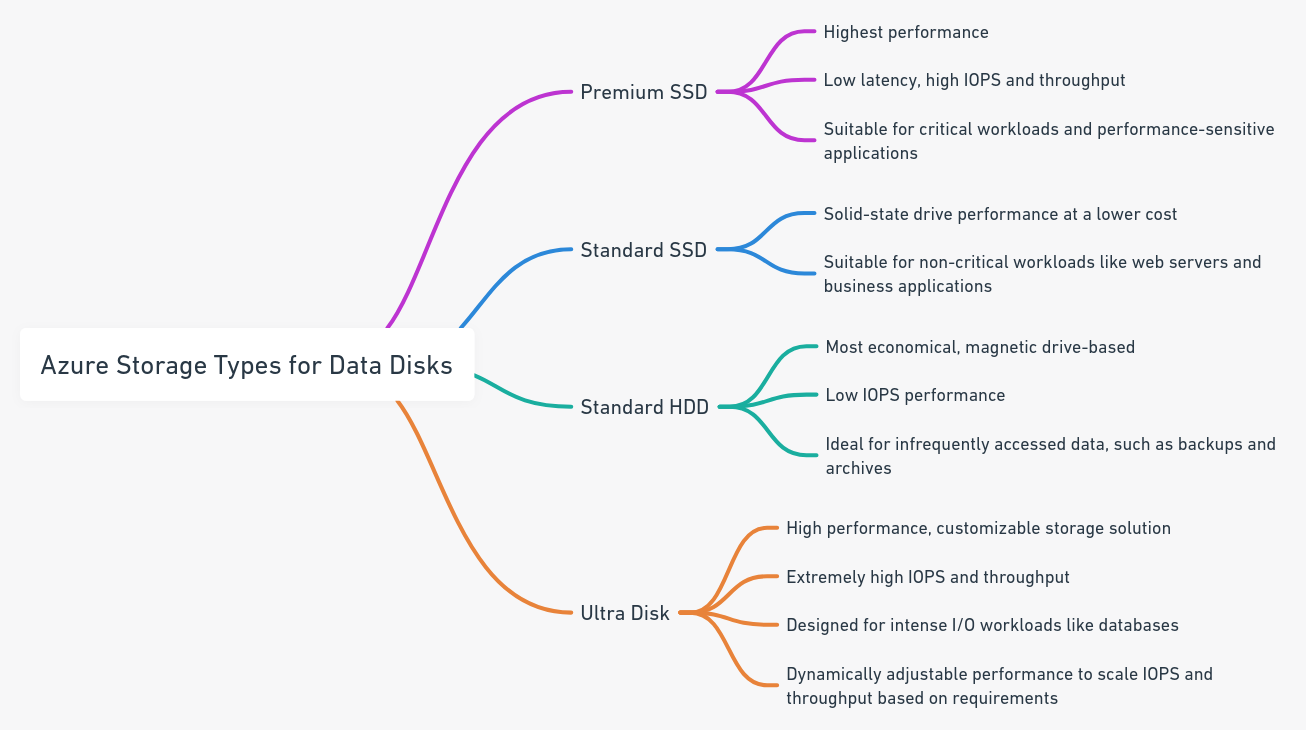 Azure Storage Types for Data Disks
Premium SSD
Highest performance
Low latency, high IOPS and throughput
Suitable for critical workloads and performance-sensitive
applications
Standard SSD
Solid-state drive performance at a lower cost
Suitable for non-critical workloads like web servers and
business applications
Standard HDD
Most economical, magnetic drive-based
Low IOPS performance
Ideal for infrequently accessed data, such as backups and
archives
Ultra Disk
High performance, customizable storage solution
Extremely high IOPS and throughput
Designed for intense I/O workloads like databases
Dynamically adjustable performance to scale IOPS and
throughput based on requirements